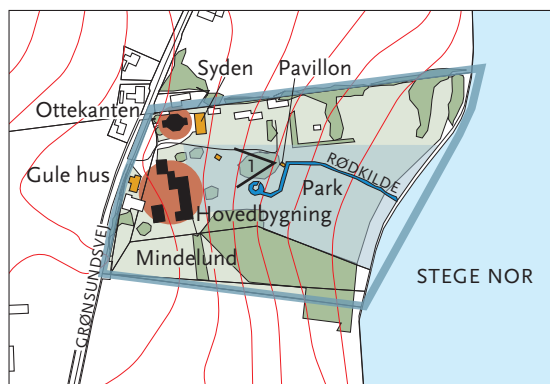 Syden
Pavillon
Ottekanten
Gule hus
1
RØDKILDE
Park
Hovedbygning
Mindelund
STEGE NOR
GRØNSUNDSVEJ